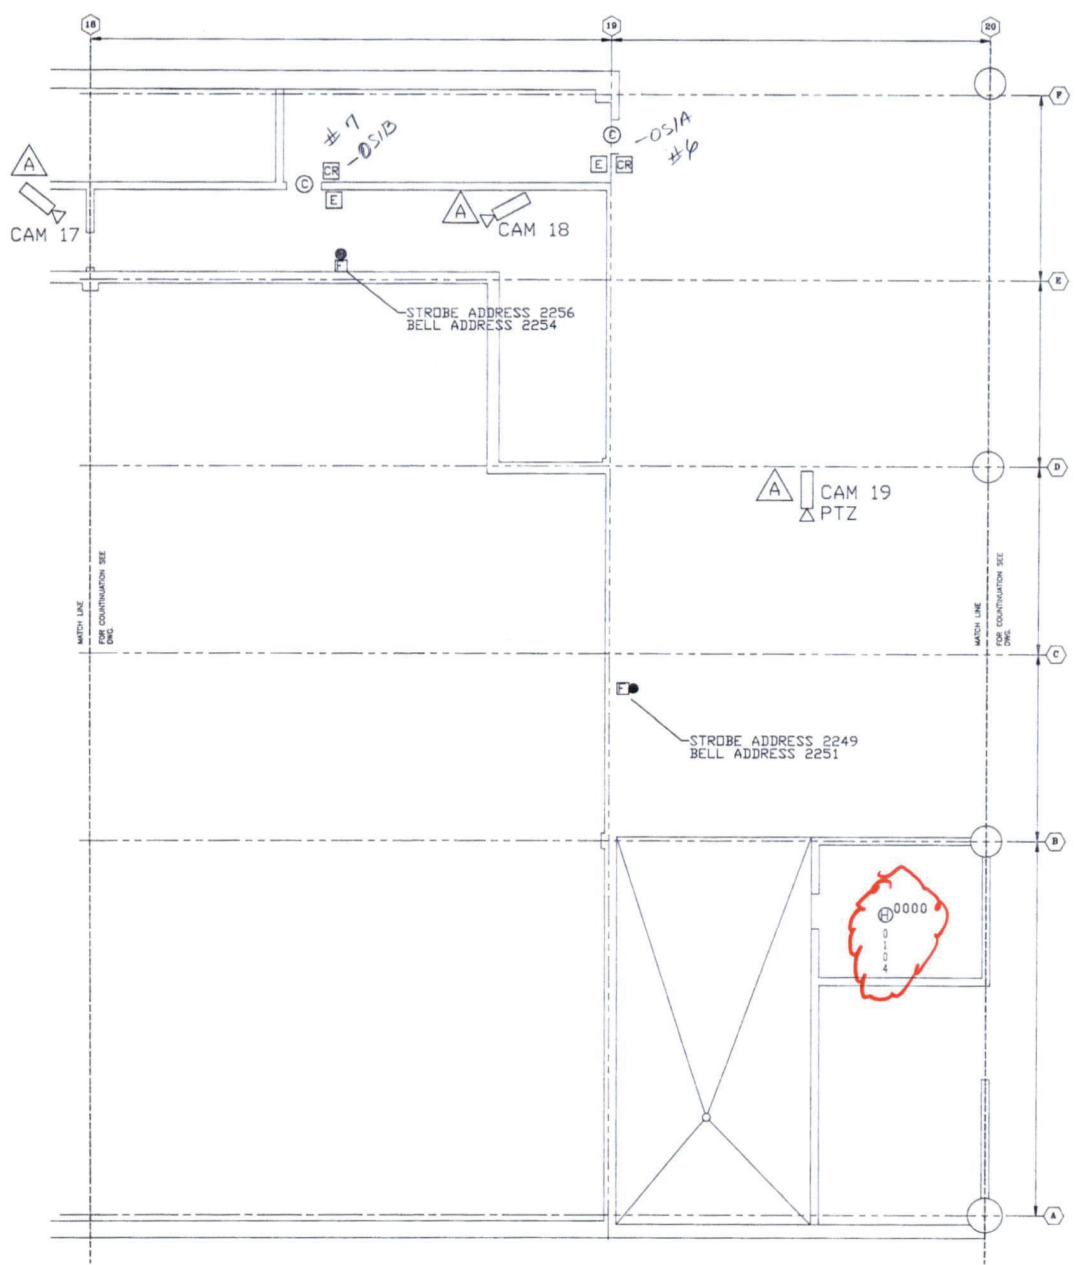 18
19
20
F
# 7
-OS1B
-OS1A
#6
C
A
CR
E
CR
C
E
A
CAM 17
CAM 18
F
E
STROBE ADDRESS 2256
BELL ADDRESS 2254
D
A
CAM 19
PTZ
MATCH LINE
FOR COUNTINUATION SEE
DWG.
MATCH LINE
FOR COUNTINUATION SEE
DWG.
C
F
STROBE ADDRESS 2249
BELL ADDRESS 2251
B
H
0000
0104
A